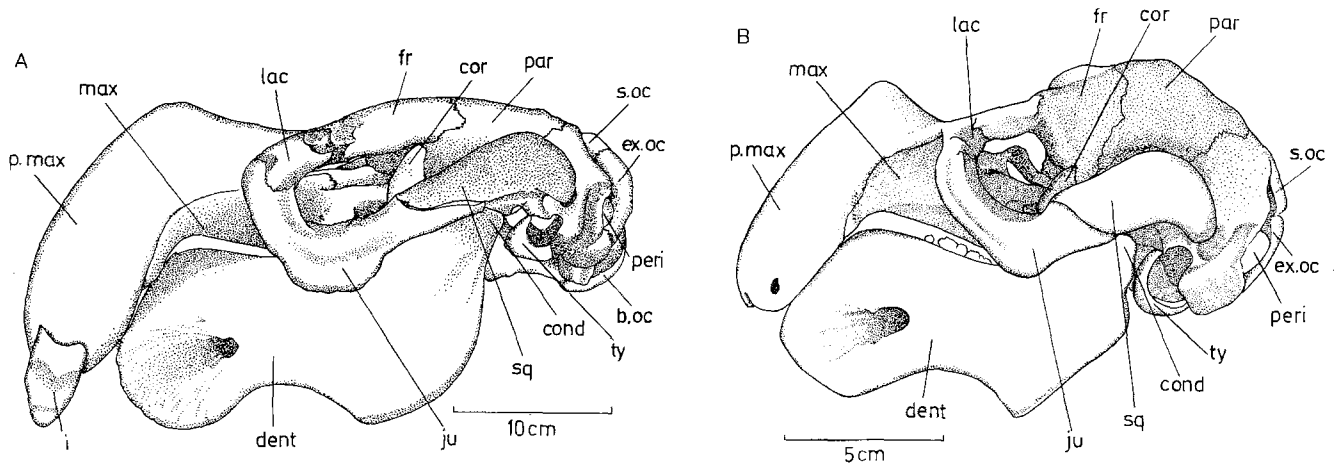 A
max
lac
fr
cor
par
s.oc
ex.oc
p.max
peri
b.oc
ty
cond
sq
i
dent
ju
10cm
B
max
lac
fr
cor
par
p.max
s.oc
ex.oc
peri
ty
cond
sq
ju
dent
5cm